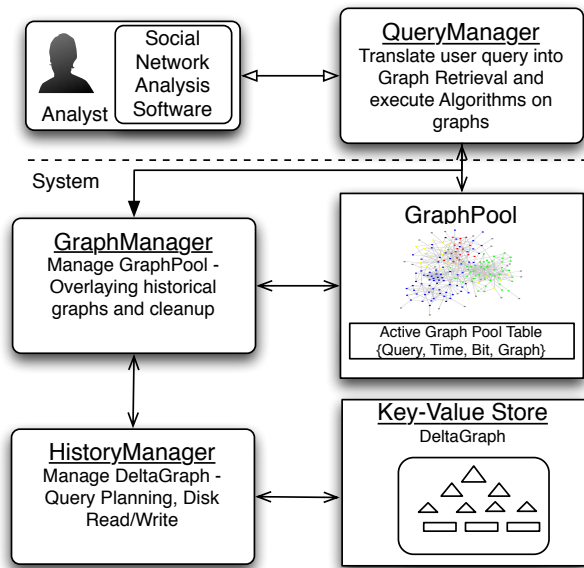 Social
Network
Analysis
Software
Analyst
QueryManager
Translate user query into
Graph Retrieval and
execute Algorithms on
graphs
System
GraphManager
Manage GraphPool -
Overlaying historical
graphs and cleanup
GraphPool
Active Graph Pool Table
{Query, Time, Bit, Graph}
HistoryManager
Manage DeltaGraph -
Query Planning, Disk
Read/Write
Key-Value Store
DeltaGraph